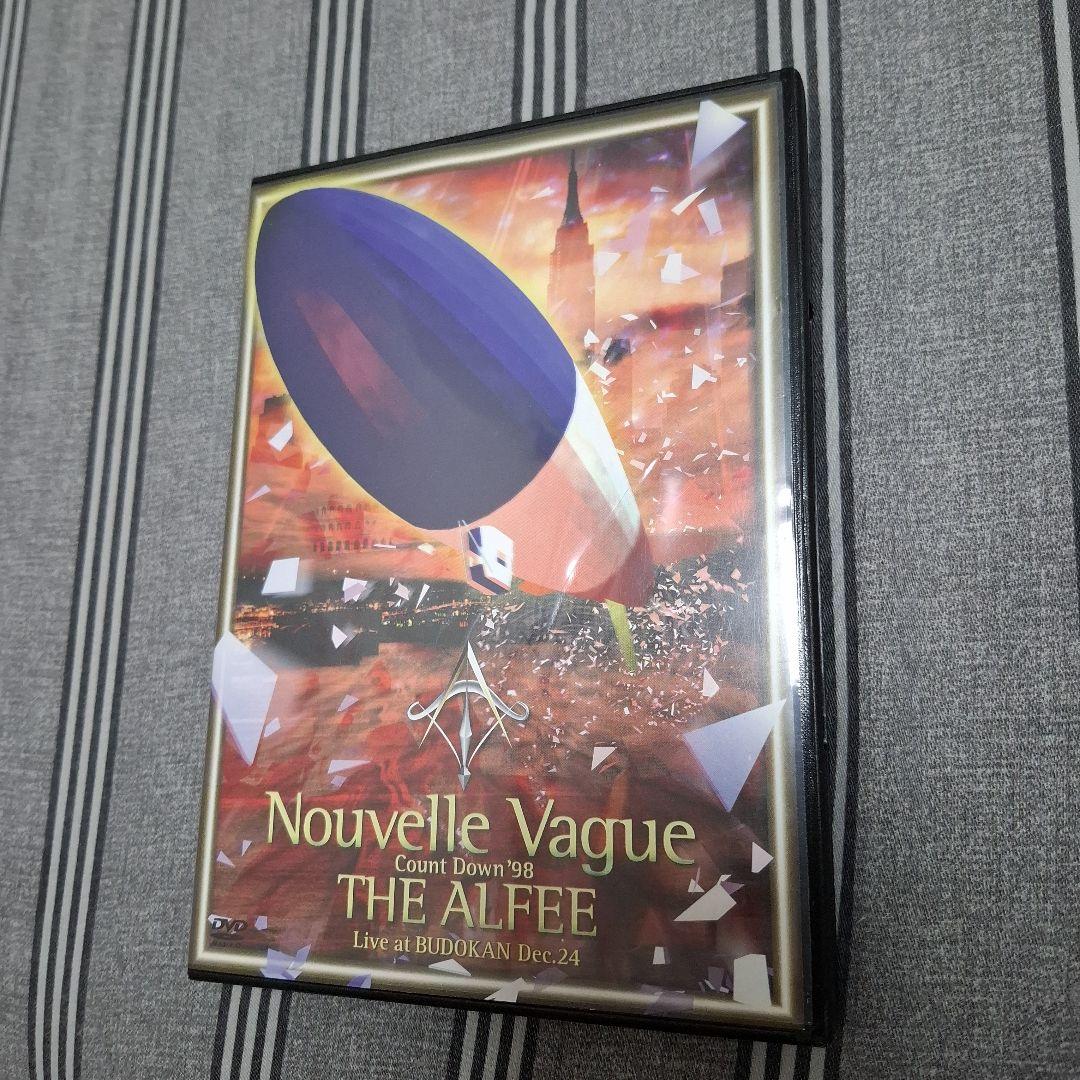 Nouvelle Vague
Count Down '98
THE ALFEE
Live at BUDOKAN Dec.24
DVD